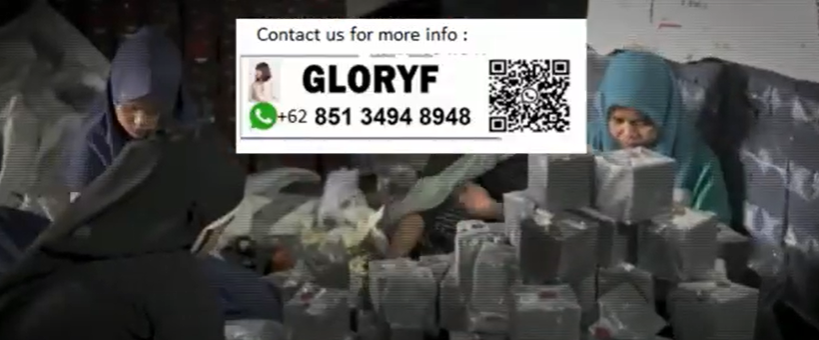 Contact us for more info :
GLORYF
+62 851 3494 8948